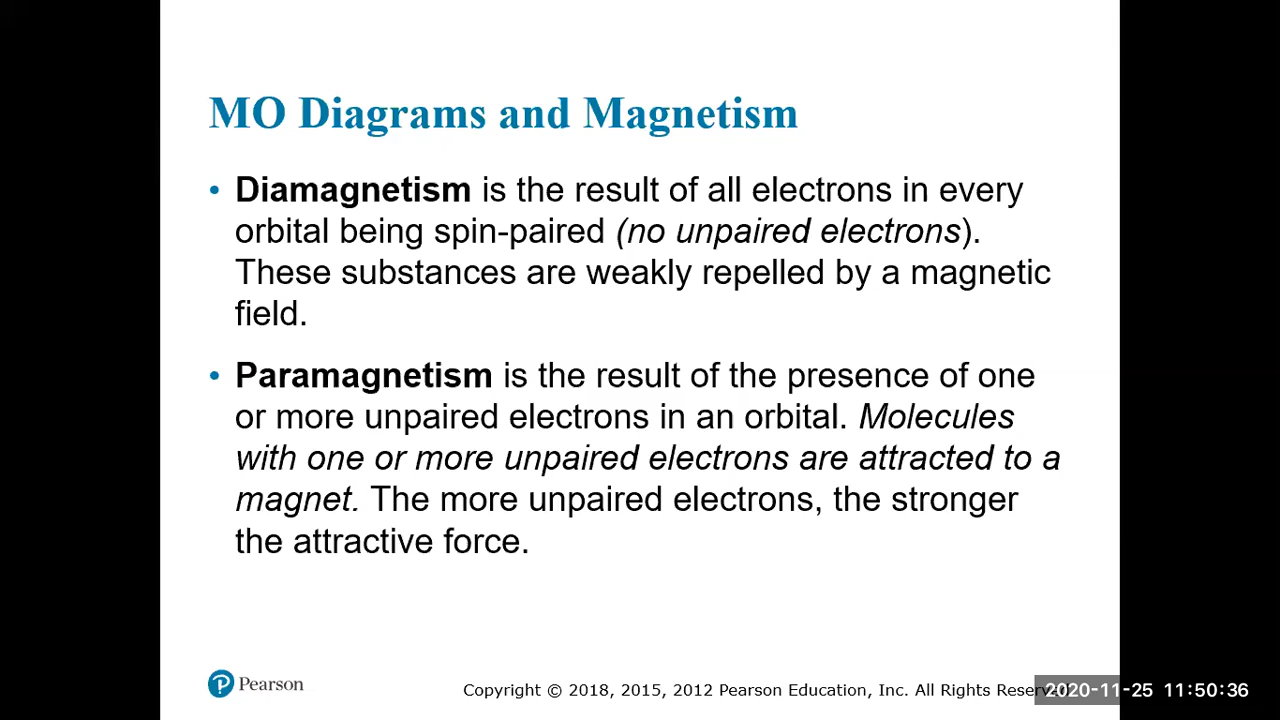 MO Diagrams and Magnetism
• Diamagnetism is the result of all electrons in every
orbital being spin-paired (no unpaired electrons).
These substances are weakly repelled by a magnetic
field.
• Paramagnetism is the result of the presence of one
or more unpaired electrons in an orbital. Molecules
with one or more unpaired electrons are attracted to a
magnet. The more unpaired electrons, the stronger
the attractive force.
P Pearson
Copyright © 2018, 2015, 2012 Pearson Education, Inc. All Rights Reserved
2020-11-25 11:50:36